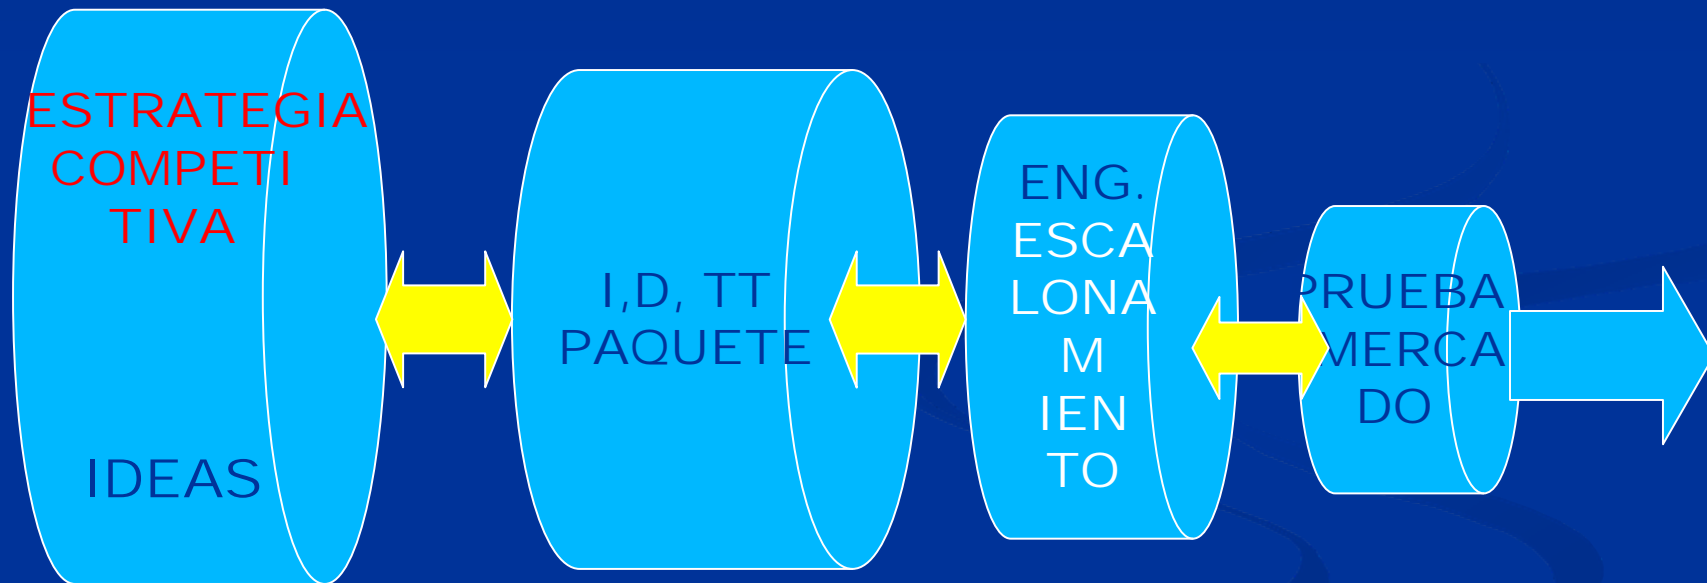 ESTRATEGIA
COMPETI
TIVA
IDEAS
I,D, TT
PAQUETE
ENG.
ESCA
LONA
M
IEN
TO
PRUEBA
MERCA
DO